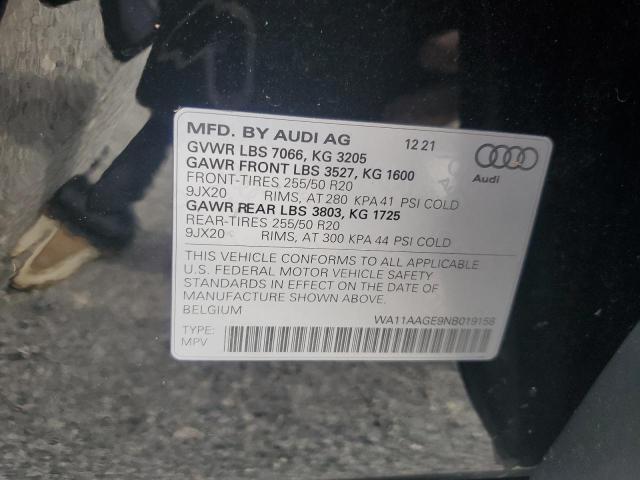 MFD. BY AUDI AG 12 21
GVWR LBS 7066, KG 3205
GAWR FRONT LBS 3527, KG 1600
FRONT-TIRES 255/50 R20
9JX20 RIMS, AT 280 KPA 41 PSI COLD
GAWR REAR LBS 3803, KG 1725
REAR-TIRES 255/50 R20
9JX20 RIMS, AT 300 KPA 44 PSI COLD
Audi
THIS VEHICLE CONFORMS TO ALL APPLICABLE
U.S. FEDERAL MOTOR VEHICLE SAFETY
STANDARDS IN EFFECT ON THE DATE OF
MANUFACTURE SHOWN ABOVE.
BELGIUM
WA11AAGE9NB019158
TYPE:
MPV